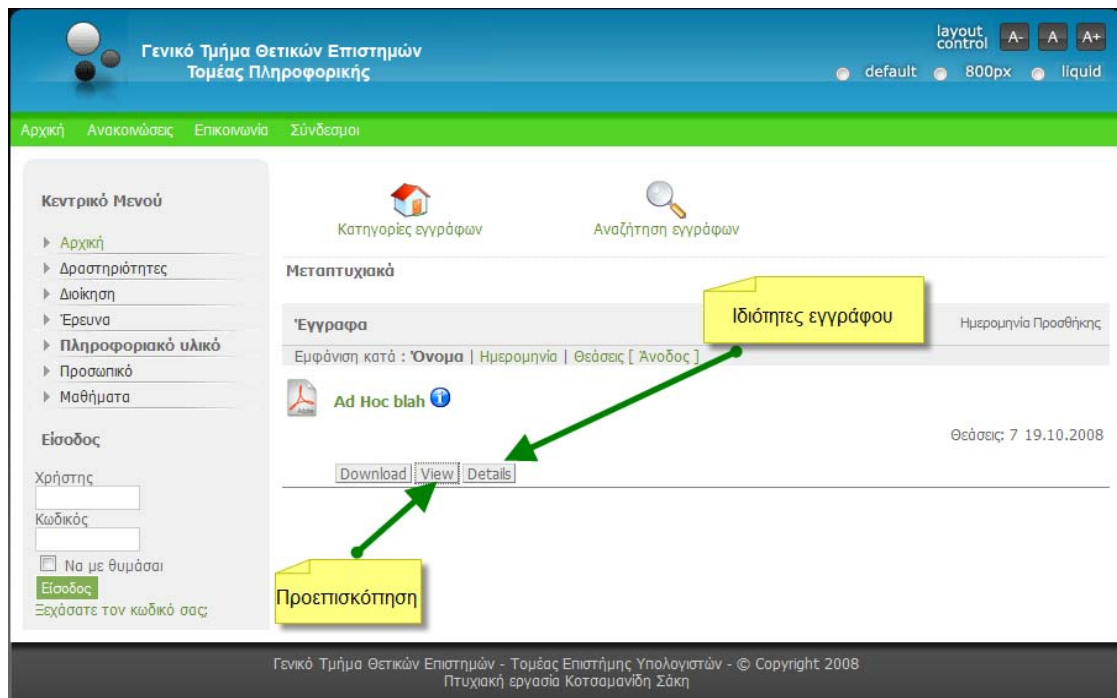 Γενικό Τμήμα Θετικών Επιστημών
Τομέας Πληροφορικής
layout control A- A A+
default 800px liquid
Αρχική Ανακοινώσεις Επικοινωνία Σύνδεσμοι
Κεντρικό Μενού
Αρχική
Δραστηριότητες
Διοίκηση
Έρευνα
Πληροφοριακό υλικό
Προσωπικό
Μαθήματα
Είσοδος
Χρήστης
Κωδικός
Να με θυμάσαι
Είσοδος
Ξεχάσατε τον κωδικό σας;
Κατηγορίες εγγράφων
Αναζήτηση εγγράφων
Μεταπτυχιακά
Ιδιότητες εγγράφου
Έγγραφα
Ημερομηνία Προσθήκης
Εμφάνιση κατά : Όνομα | Ημερομηνία | Θεάσεις [ Άνοδος ]
Adobe
Ad Hoc blah
Θεάσεις: 7 19.10.2008
Download View Details
Προεπισκόπηση
Γενικό Τμήμα Θετικών Επιστημών - Τομέας Επιστήμης Υπολογιστών - © Copyright 2008
Πτυχιακή εργασία Κοτσαμανίδη Σάκη